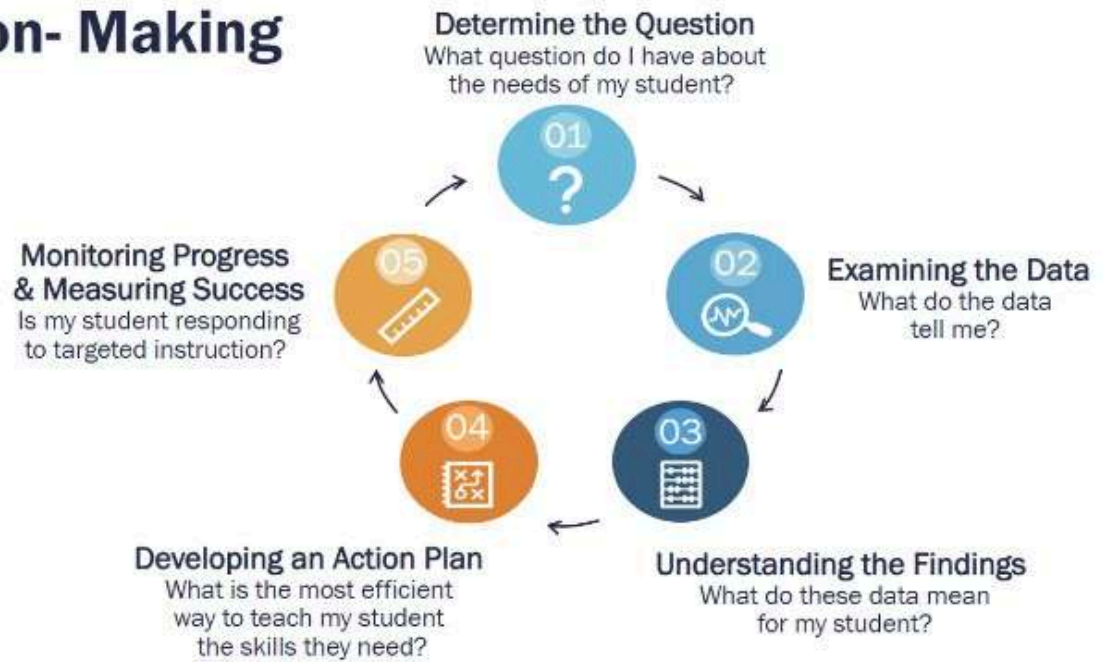 on- Making
Determine the Question
What question do I have about
the needs of my student?
01
?
02
Examining the Data
What do the data
tell me?
03
Understanding the Findings
What do these data mean
for my student?
04
Developing an Action Plan
What is the most efficient
way to teach my student
the skills they need?
05
Monitoring Progress
& Measuring Success
Is my student responding
to targeted instruction?